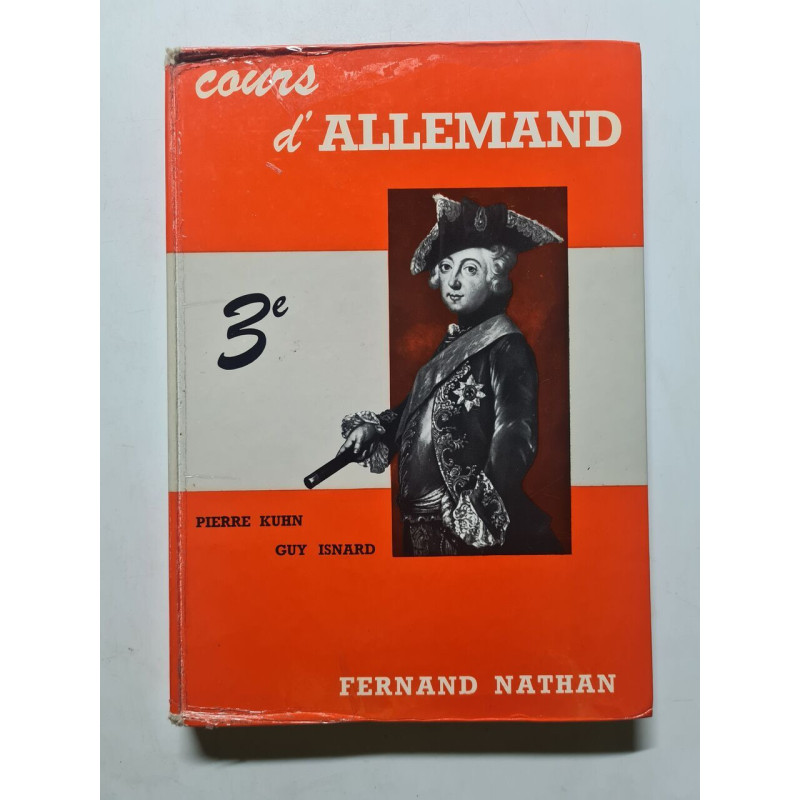 cours
d'ALLEMAND
3e
PIERRE KUHN
GUY ISNARD
FERNAND NATHAN